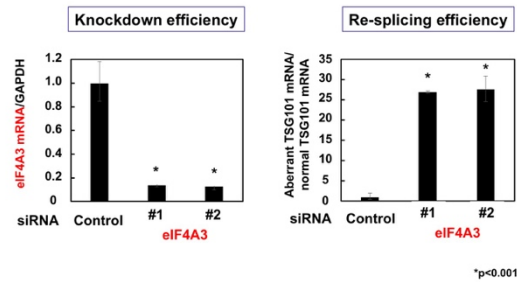 Knockdown efficiency
eIF4A3 mRNA/GAPDH
1.2
1.0
0.8
0.6
0.4
0.2
0
*
*
siRNA Control #1 #2
eIF4A3
Re-splicing efficiency
Aberrant TSG101 mRNA/
normal TSG101 mRNA
35
30
25
20
15
10
5
0
*
*
siRNA Control #1 #2
eIF4A3
*p<0.001